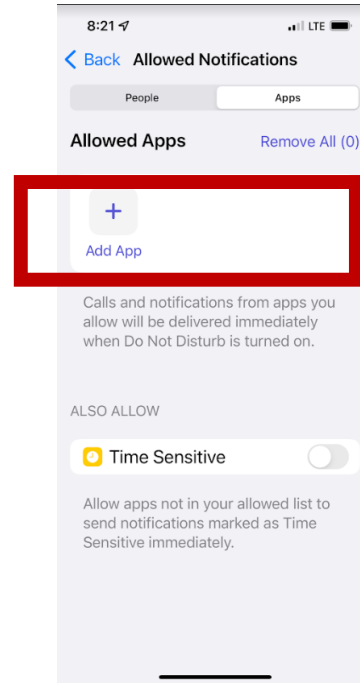 8:21 LTE
Back Allowed Notifications
People Apps
Allowed Apps Remove All (0)
+
Add App
Calls and notifications from apps you
allow will be delivered immediately
when Do Not Disturb is turned on.
ALSO ALLOW
Time Sensitive
Allow apps not in your allowed list to
send notifications marked as Time
Sensitive immediately.